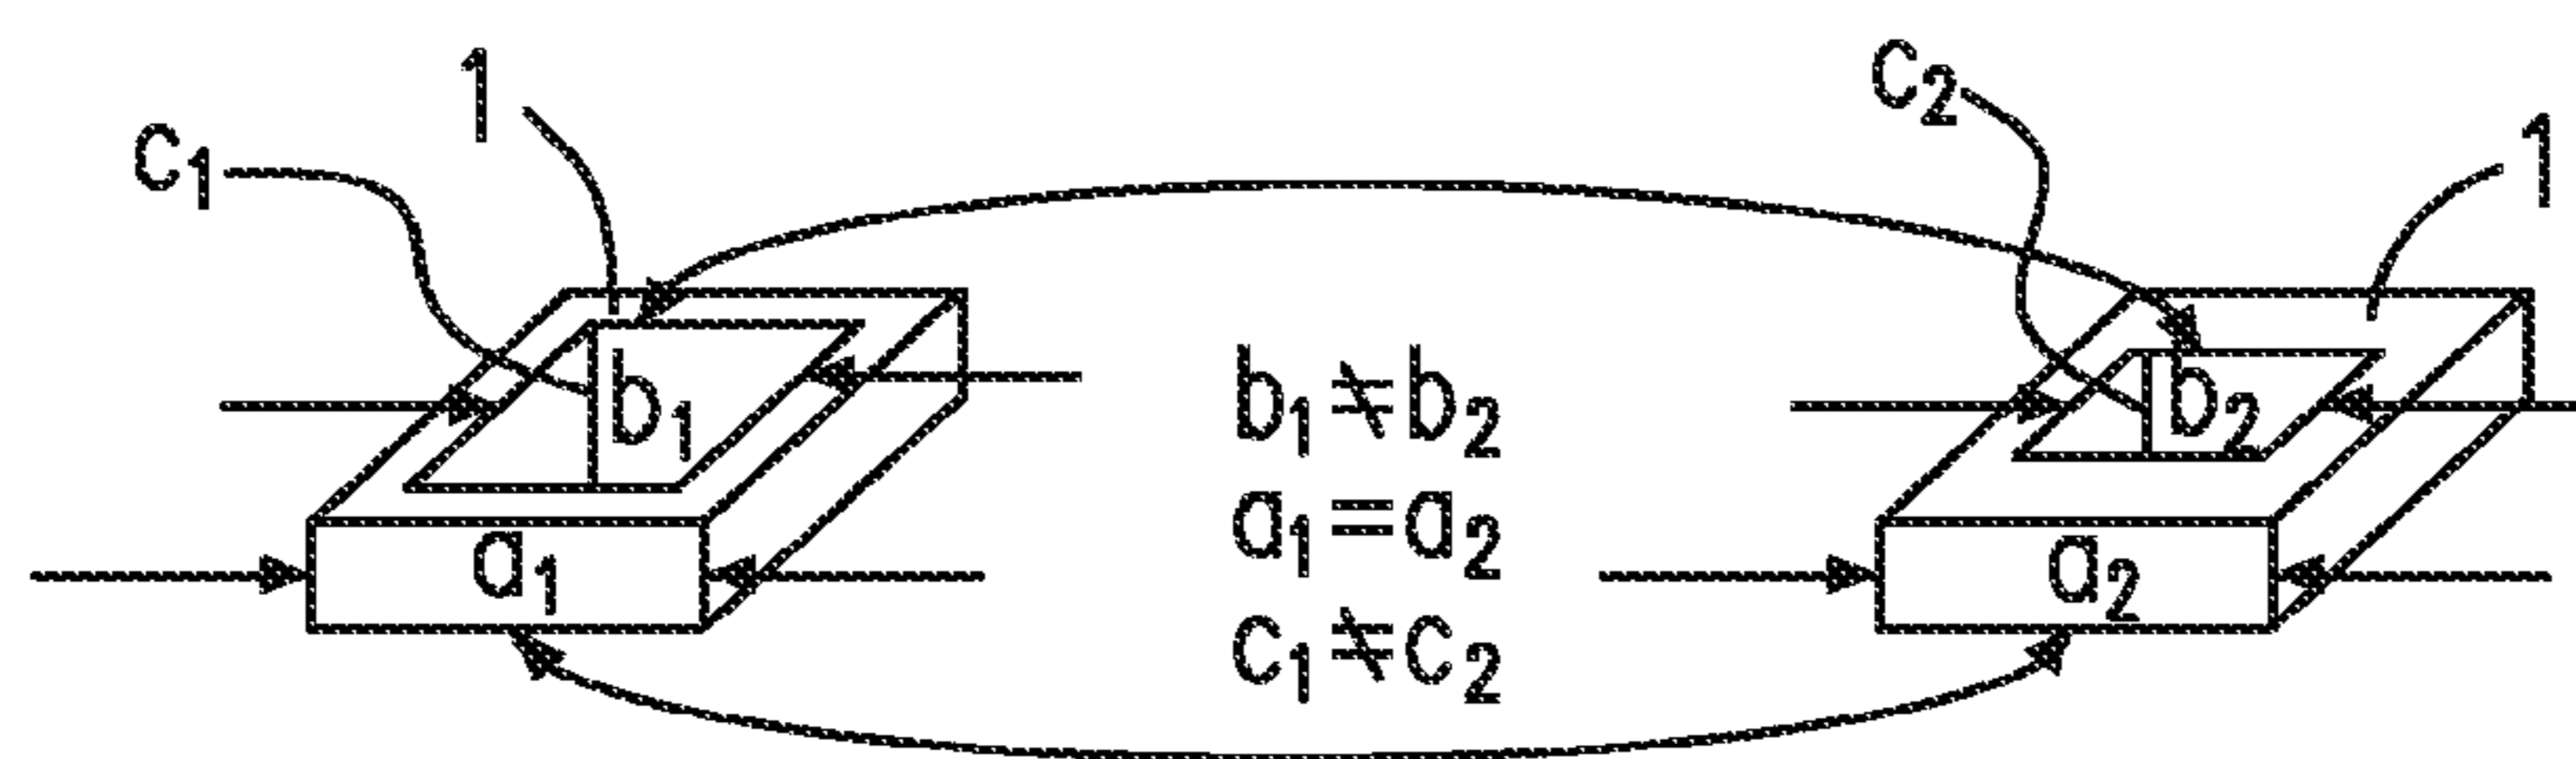 1
c₁
c₂
1
b₁
b₂
b₁≠b₂
a₁=a₂
c₁≠c₂
a₁
a₂